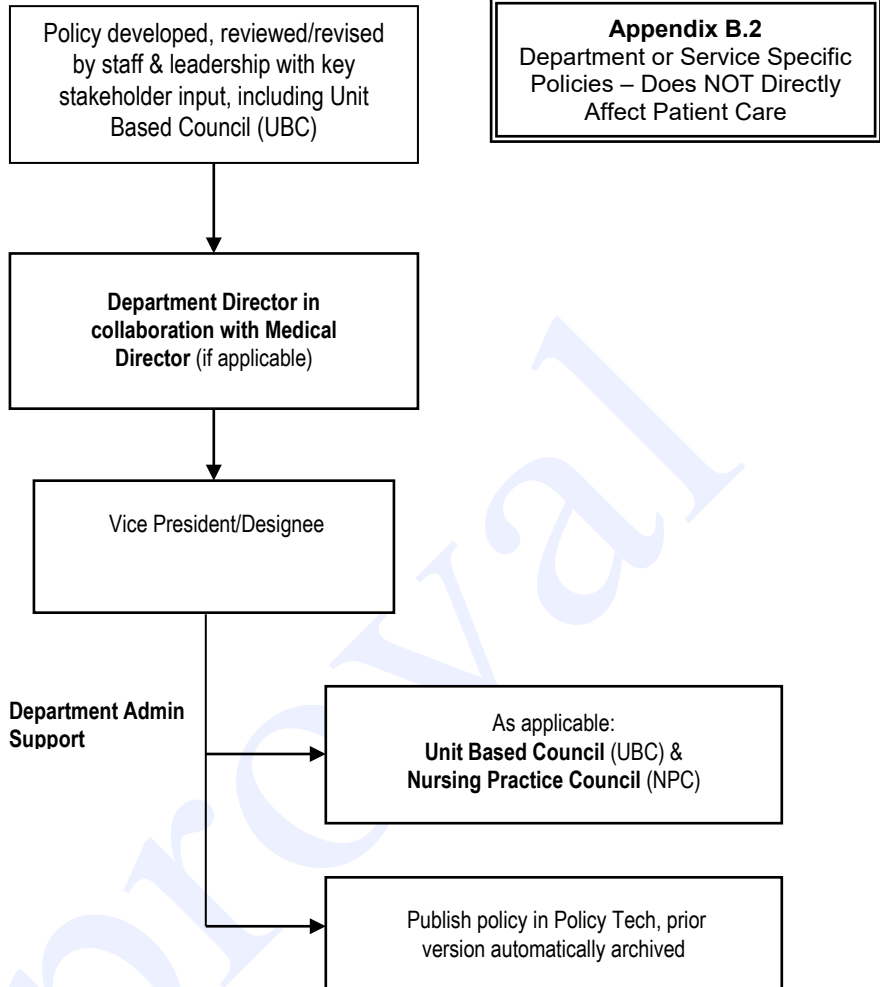 Policy developed, reviewed/revised
by staff & leadership with key
stakeholder input, including Unit
Based Council (UBC)
Appendix B.2
Department or Service Specific
Policies – Does NOT Directly
Affect Patient Care
Department Director in
collaboration with Medical
Director (if applicable)
Vice President/Designee
Department Admin
Support
As applicable:
Unit Based Council (UBC) &
Nursing Practice Council (NPC)
Publish policy in Policy Tech, prior
version automatically archived
proval